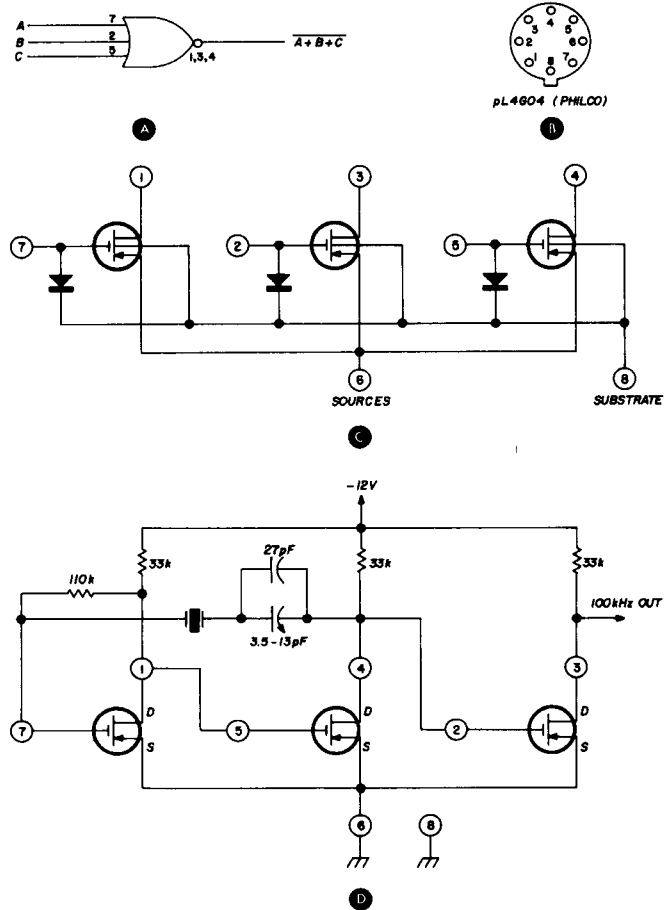 A 7
B 2
C 5
1,3,4
A+B+C
A
4
3 5
2 6
1 7
8
pL4G04 (PHILCO)
B
1 3 4
7 2 5
6
SOURCES
8
SUBSTRATE
C
-12V
33k
27pF
33k
33k
110k
3.5-13pF
100kHz OUT
1
4
3
7
D
S
5
D
S
2
D
S
6
8
D